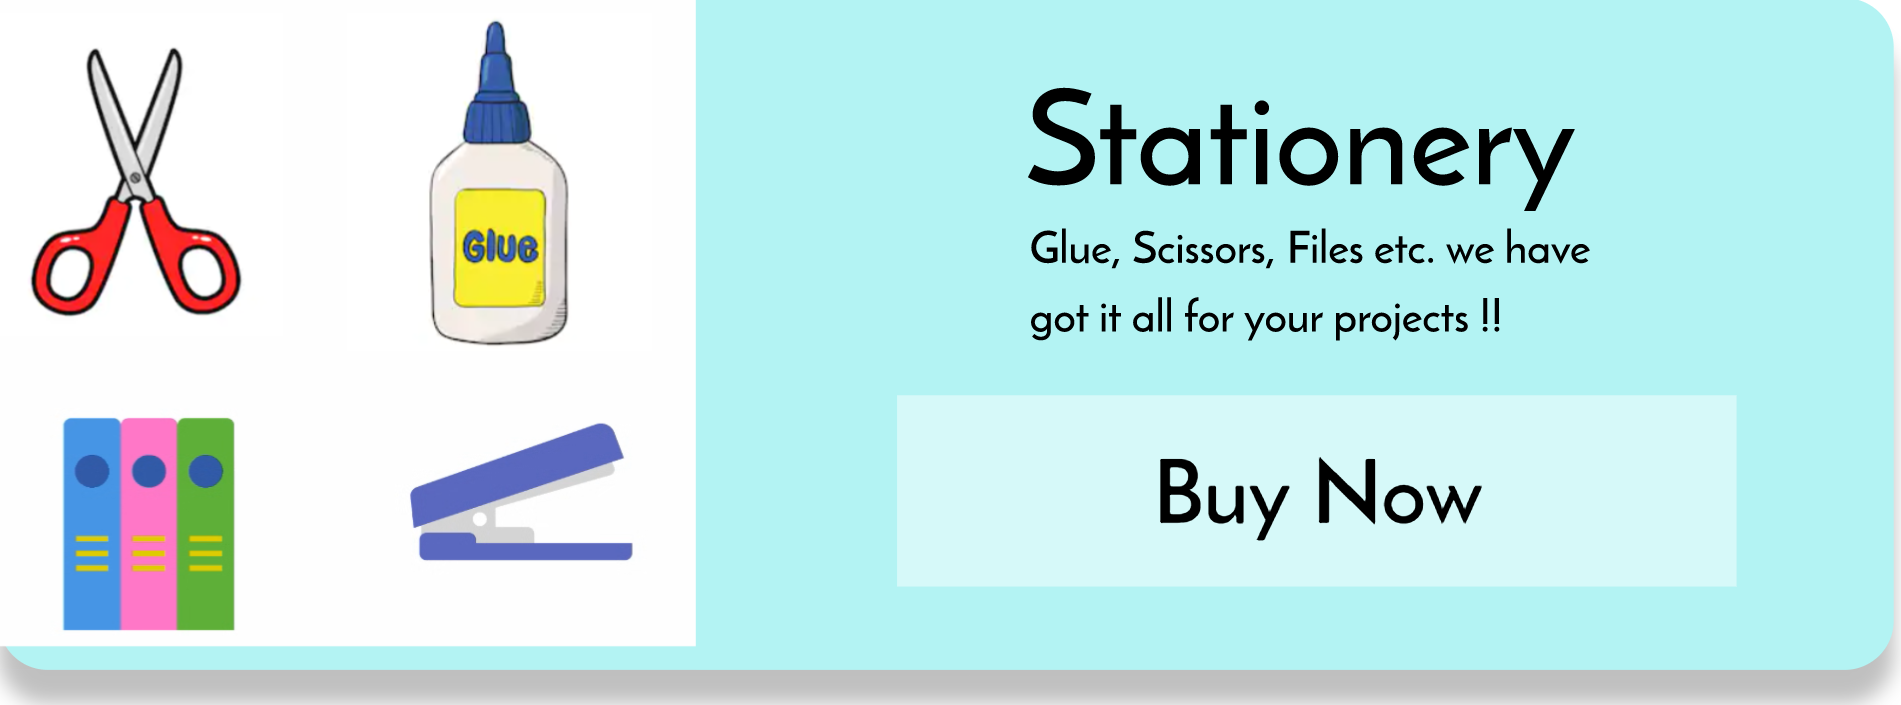 Glue
Stationery
Glue, Scissors, Files etc. we have
got it all for your projects !!
Buy Now